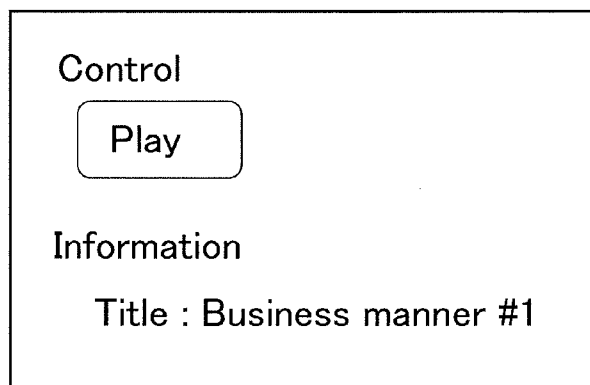 Control
Play
Information
Title : Business manner #1